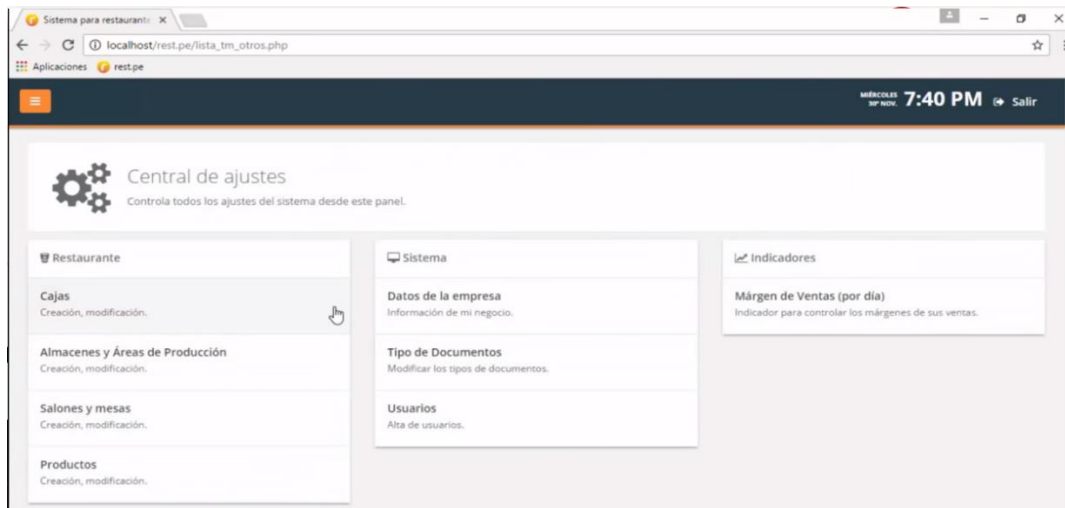 Sistema para restaurante
localhost/rest.pe/lista_tm_otros.php
Aplicaciones rest.pe
MIÉRCOLES
30º NOV.
7:40 PM
Salir
Central de ajustes
Controla todos los ajustes del sistema desde este panel.
Restaurante
Cajas
Creación, modificación.
Almacenes y Áreas de Producción
Creación, modificación.
Salones y mesas
Creación, modificación.
Productos
Creación, modificación.
Sistema
Datos de la empresa
Información de mi negocio.
Tipo de Documentos
Modificar los tipos de documentos.
Usuarios
Alta de usuarios.
Indicadores
Márgen de Ventas (por día)
Indicador para controlar los márgenes de sus ventas.